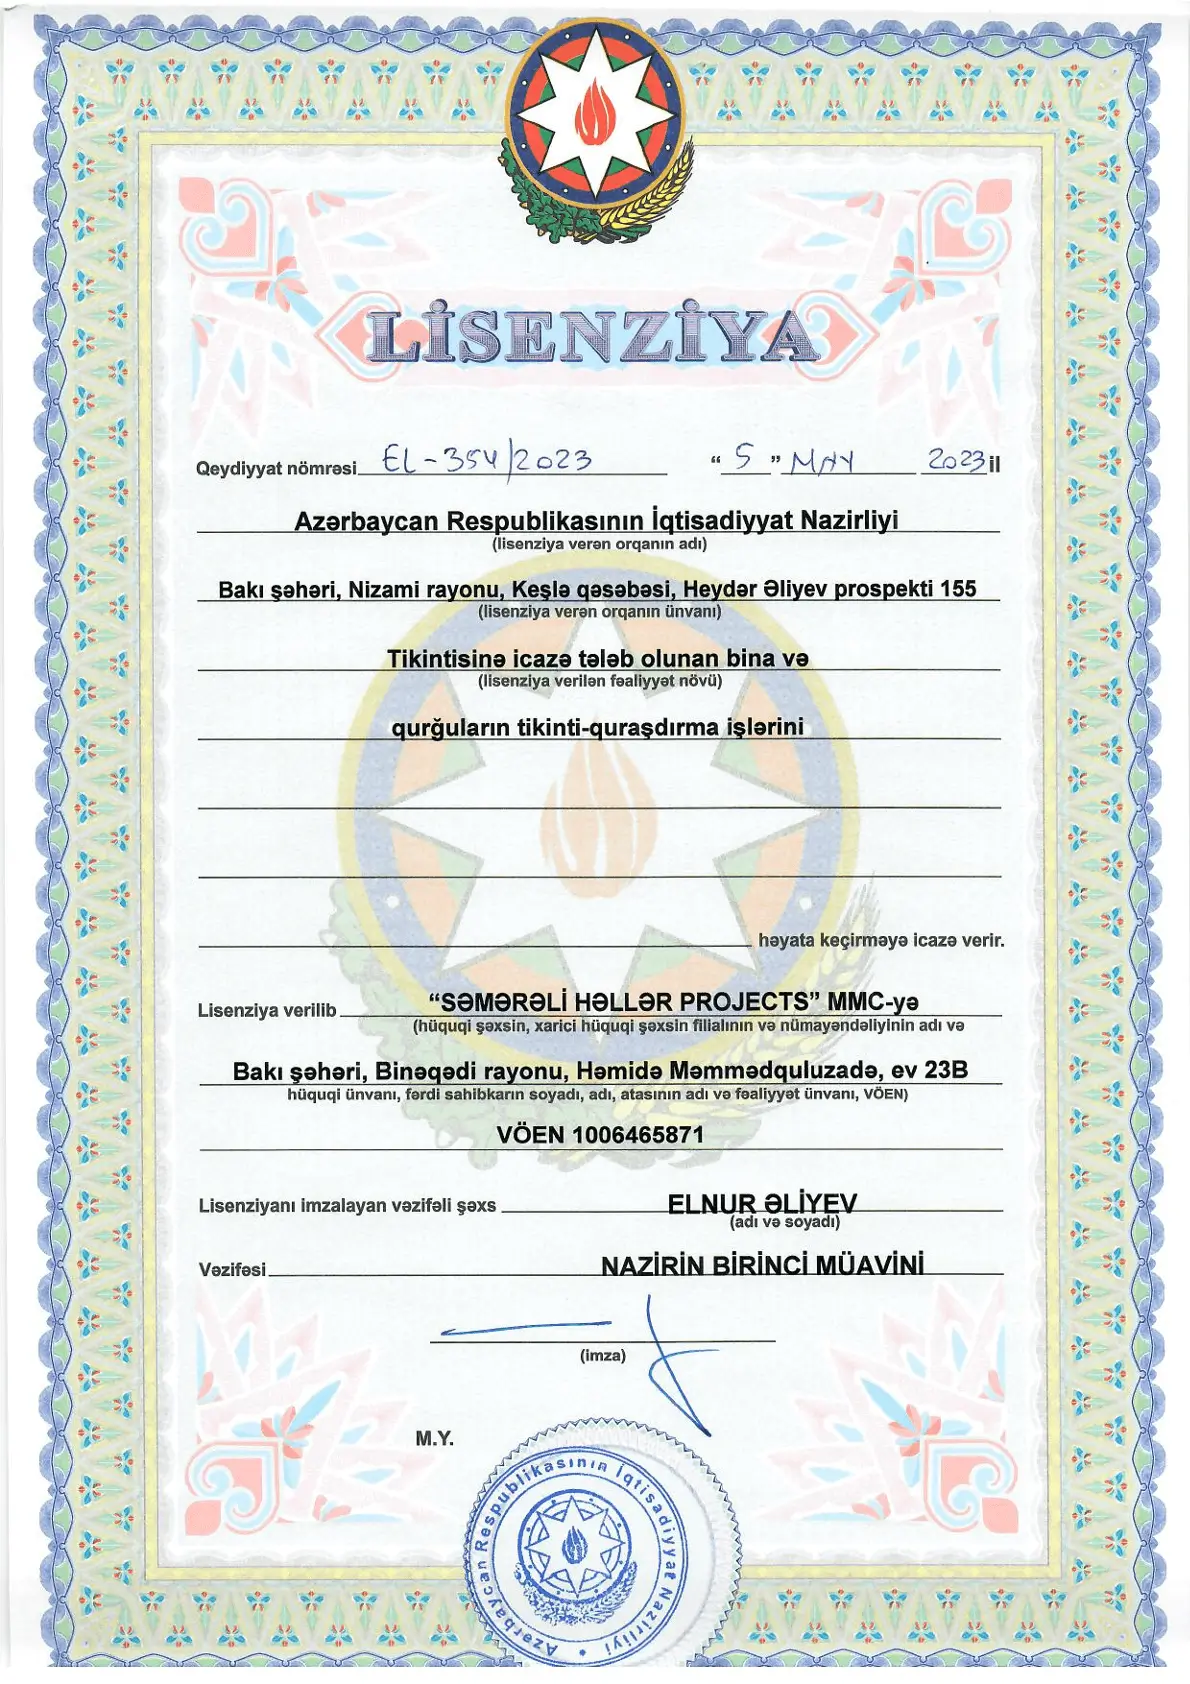 LİSENZİYA
Qeydiyyat nömrəsi EL-354/2023 “ 5 ” MAY 2023 il
Azərbaycan Respublikasının İqtisadiyyat Nazirliyi
(lisenziya verən orqanın adı)
Bakı şəhəri, Nizami rayonu, Keşlə qəsəbəsi, Heydər Əliyev prospekti 155
(lisenziya verən orqanın ünvanı)
Tikintisinə icazə tələb olunan bina və
(lisenziya verilən fəaliyyət növü)
qurğuların tikinti-quraşdırma işlərini
həyata keçirməyə icazə verir.
Lisenziya verilib “SƏMƏRƏLİ HƏLLƏR PROJECTS” MMC-yə
(hüquqi şəxsin, xarici hüquqi şəxsin filialının və nümayəndəliyinin adı və
Bakı şəhəri, Binəqədi rayonu, Həmidə Məmmədquluzadə, ev 23B
hüquqi ünvanı, fərdi sahibkarın soyadı, adı, atasının adı və fəaliyyət ünvanı, VÖEN)
VÖEN 1006465871
Lisenziyanı imzalayan vəzifəli şəxs ELNUR ƏLİYEV
(adı və soyadı)
Vəzifəsi NAZİRİN BİRİNCİ MÜAVİNİ
(imza)
M.Y.
Azərbaycan Respublikasının İqtisadiyyat Nazirliyi